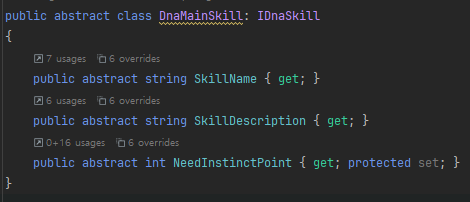 public abstract class DnaMainSkill: IDnaSkill
{
7 usages 6 overrides
public abstract string SkillName { get; }
6 usages 6 overrides
public abstract string SkillDescription { get; }
0+16 usages 6 overrides
public abstract int NeedInstinctPoint { get; protected set; }
}